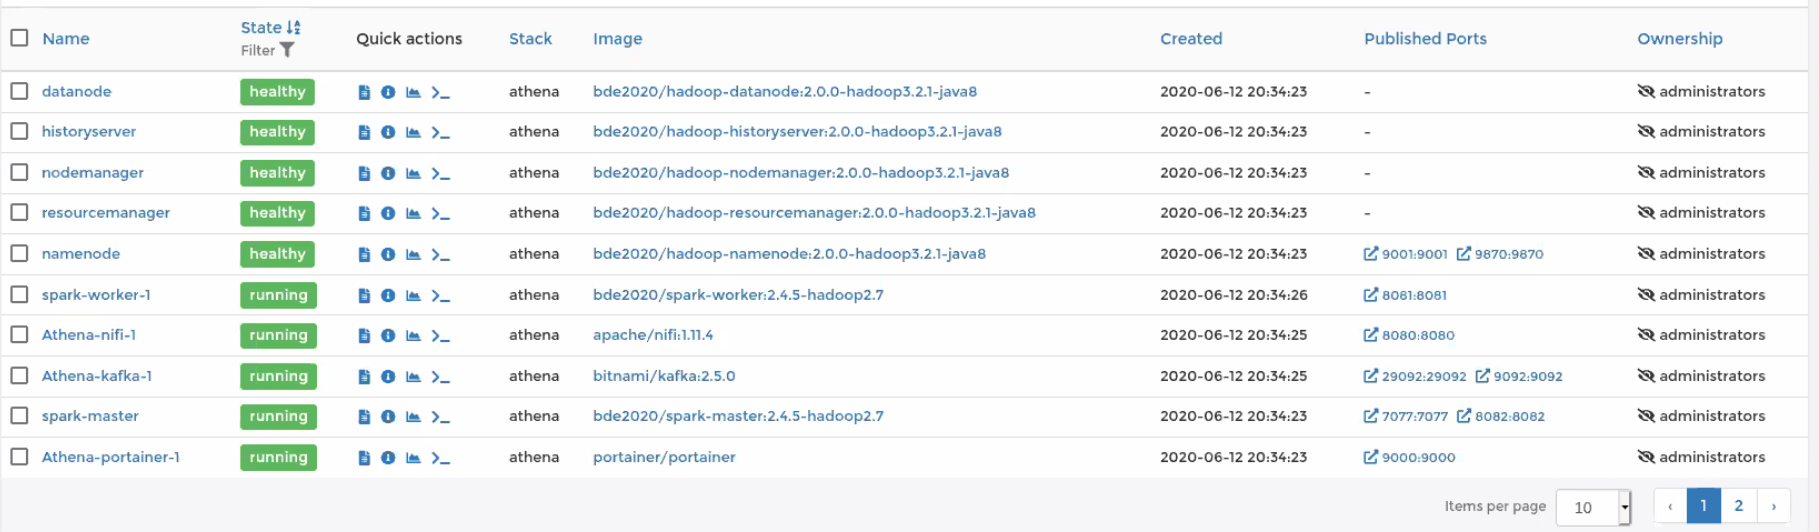 Name State Filter Quick actions Stack Image Created Published Ports Ownership
datanode healthy >_ athena bde2020/hadoop-datanode:2.0.0-hadoop3.2.1-java8 2020-06-12 20:34:23 - administrators
historyserver healthy >_ athena bde2020/hadoop-historyserver:2.0.0-hadoop3.2.1-java8 2020-06-12 20:34:23 - administrators
nodemanager healthy >_ athena bde2020/hadoop-nodemanager:2.0.0-hadoop3.2.1-java8 2020-06-12 20:34:23 - administrators
resourcemanager healthy >_ athena bde2020/hadoop-resourcemanager:2.0.0-hadoop3.2.1-java8 2020-06-12 20:34:23 - administrators
namenode healthy >_ athena bde2020/hadoop-namenode:2.0.0-hadoop3.2.1-java8 2020-06-12 20:34:23 9001:9001 9870:9870 administrators
spark-worker-1 running >_ athena bde2020/spark-worker:2.4.5-hadoop2.7 2020-06-12 20:34:26 8081:8081 administrators
Athena-nifi-1 running >_ athena apache/nifi:1.11.4 2020-06-12 20:34:25 8080:8080 administrators
Athena-kafka-1 running >_ athena bitnami/kafka:2.5.0 2020-06-12 20:34:25 29092:29092 9092:9092 administrators
spark-master running >_ athena bde2020/spark-master:2.4.5-hadoop2.7 2020-06-12 20:34:23 7077:7077 8082:8082 administrators
Athena-portainer-1 running >_ athena portainer/portainer 2020-06-12 20:34:23 9000:9000 administrators
Items per page 10 ‹ 1 2 ›